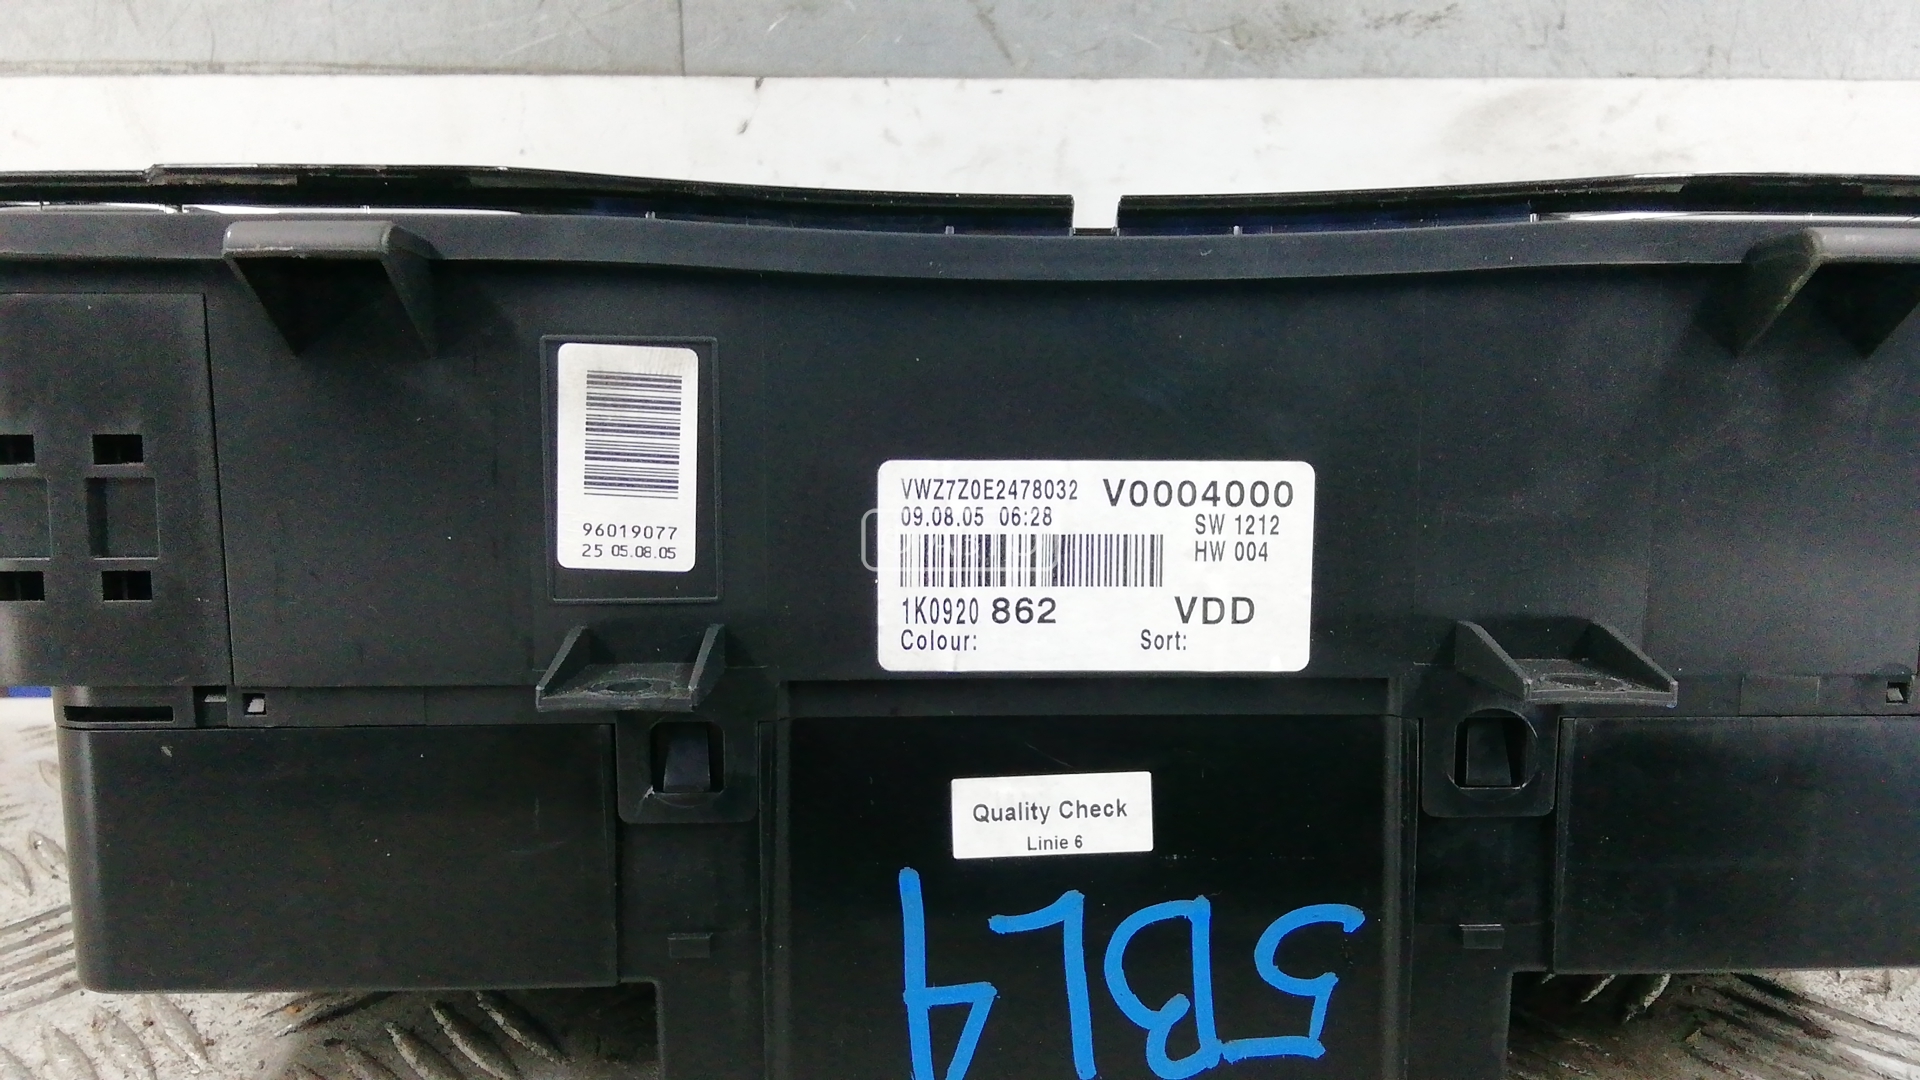 96019077
25 05.08.05
VWZ7Z0E2478032 V0004000
09.08.05 06:28 SW 1212
HW 004
1K0920 862 VDD
Colour: Sort:
Quality Check
Linie 6
5BL4